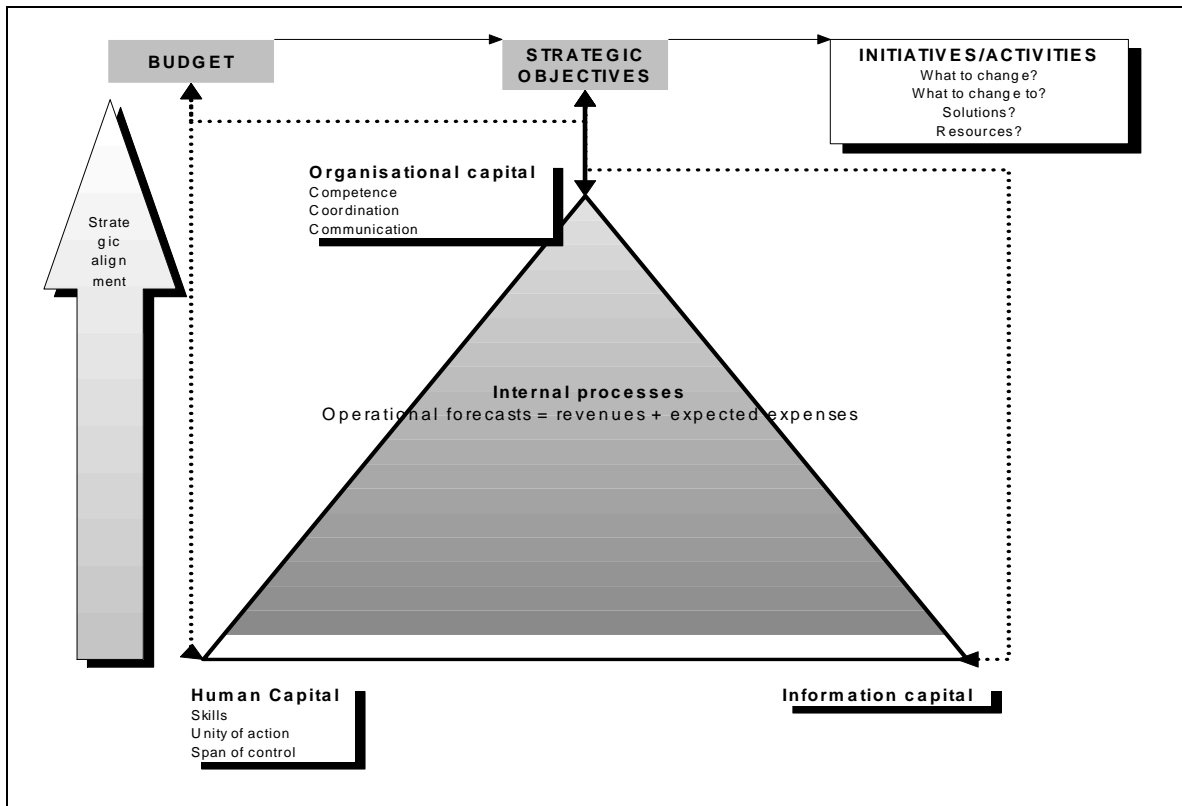 BUDGET
STRATEGIC
OBJECTIVES
INITIATIVES/ACTIVITIES
What to change?
What to change to?
Solutions?
Resources?
Organisational capital
Competence
Coordination
Communication
Strate
gic
align
ment
Internal processes
Operational forecasts = revenues + expected expenses
Human Capital
Skills
Unity of action
Span of control
Information capital